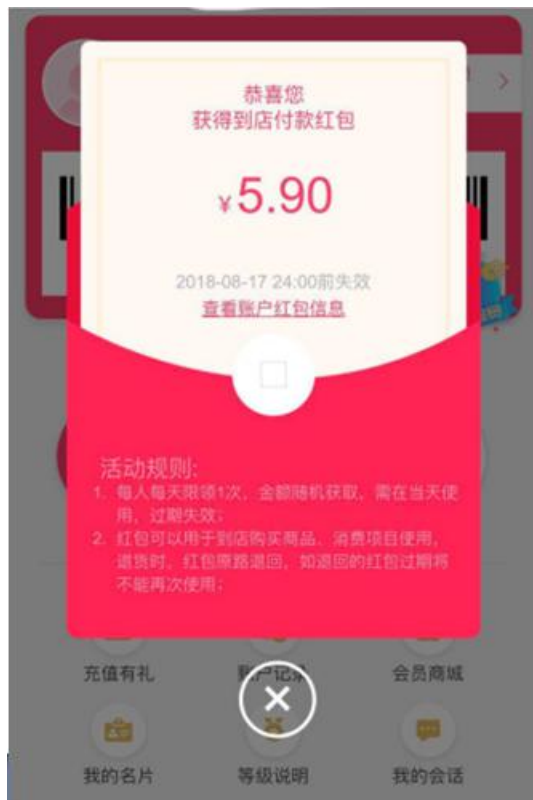 恭喜您
获得到店付款红包
¥5.90
2018-08-17 24:00前失效
查看账户红包信息
活动规则:
1. 每人每天限领1次，金额随机获取，需在当天使
用，过期失效；
2. 红包可以用于到店购买商品、消费项目使用，
退货时，红包原路退回，如退回的红包过期将
不能再次使用；
充值有礼
账户记录
会员商城
我的名片
等级说明
我的会话